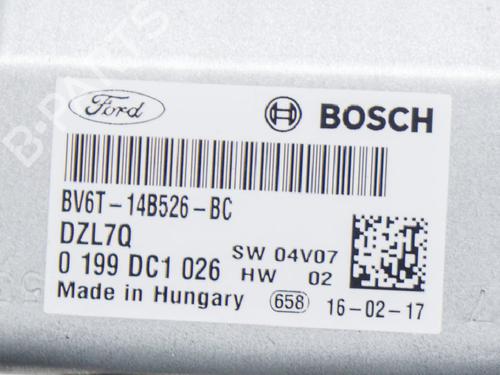 B-PARTS
Ford
BOSCH
BV6T-14B526-BC
DZL7Q
SW 04V07
0 199 DC1 026
HW 02
Made in Hungary
658
16-02-17